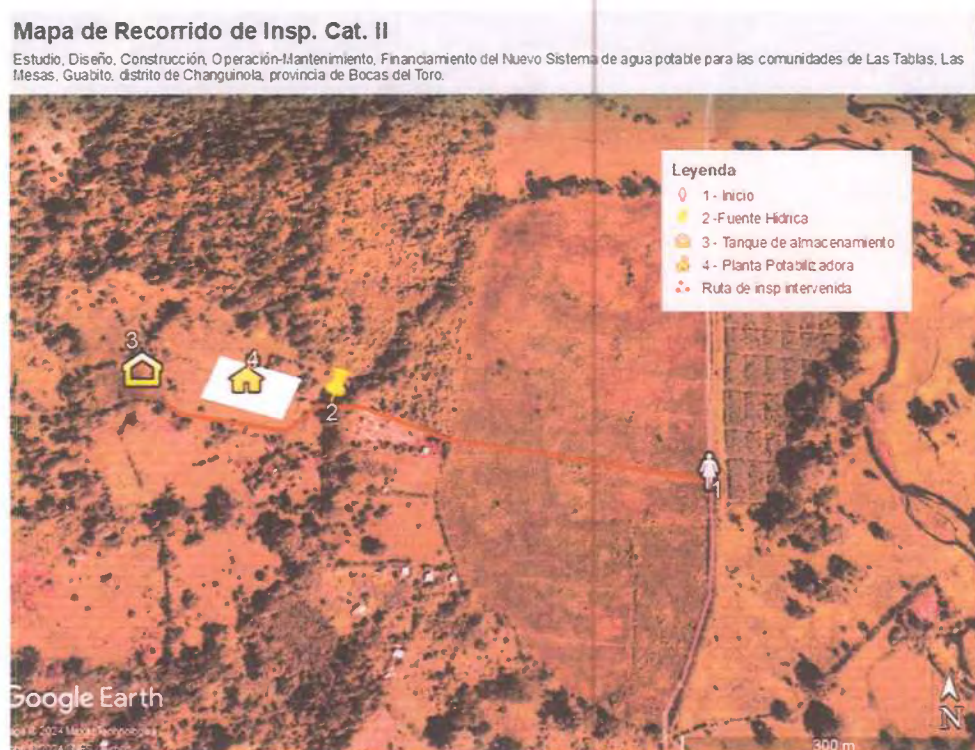 Mapa de Recorrido de Insp. Cat. II
Estudio, Diseño, Construcción, Operación-Mantenimiento, Financiamiento del Nuevo Sistema de agua potable para las comunidades de Las Tablas, Las
Mesas, Guabito, distrito de Changuinola, provincia de Bocas del Toro.
Leyenda
1- Inicio
2 -Fuente Hidrica
3 - Tanque de almacenamiento
4 - Planta Potabilizadora
Ruta de insp intervenida
3
4
2
1
Google Earth
© 2024 Maxar Technologies
N
300 m